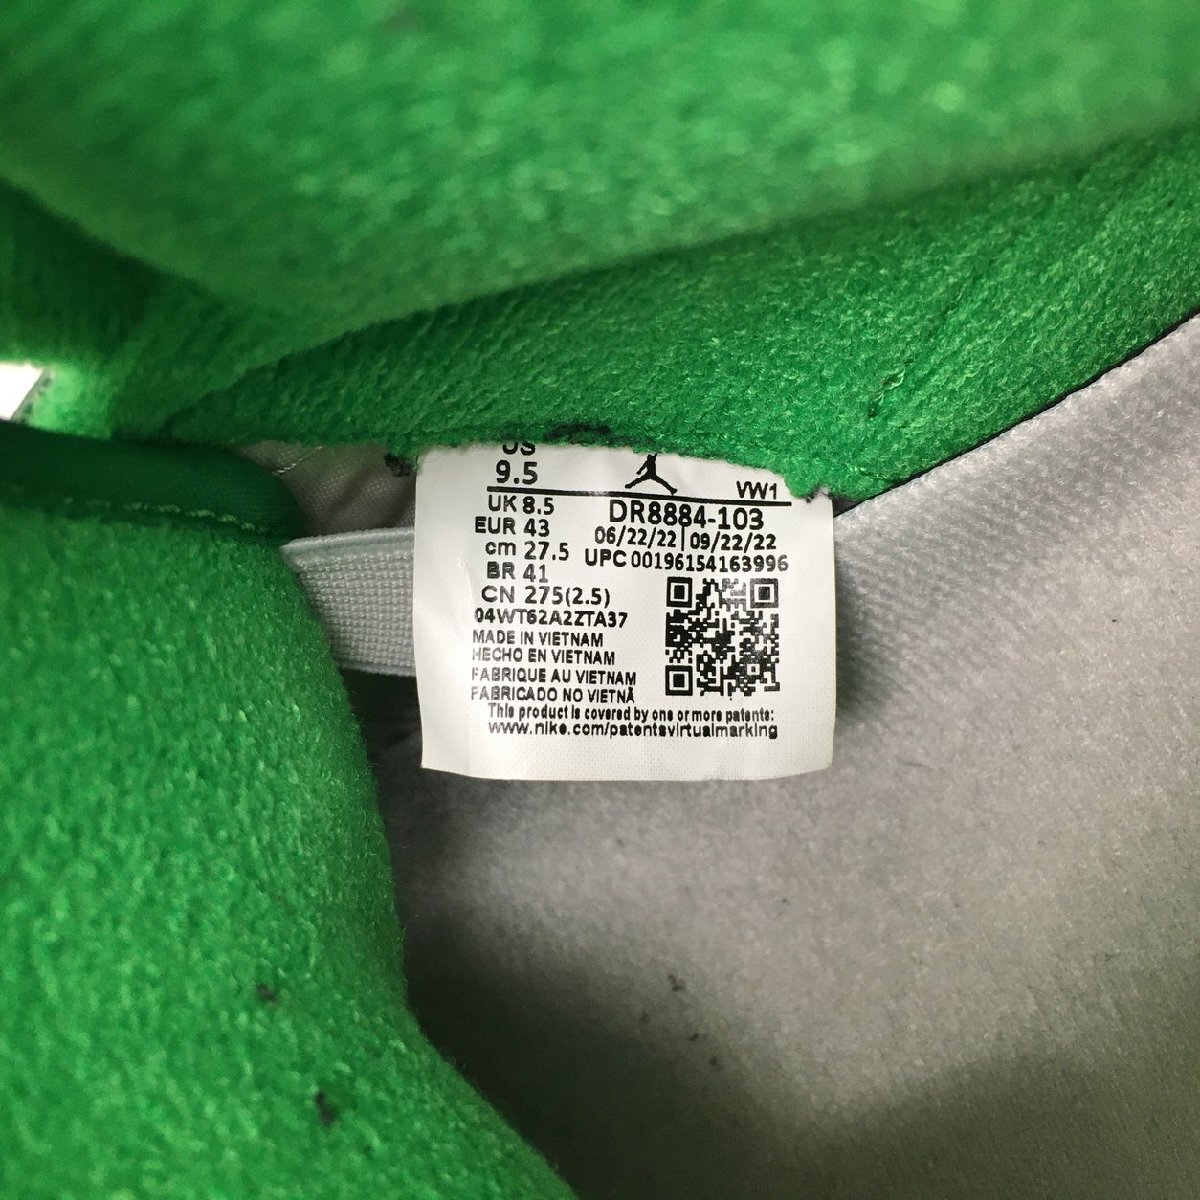 US
9.5
VW1
UK 8.5
DR8884-103
EUR 43
06/22/22 | 09/22/22
cm 27.5
UPC 00196154163996
BR 41
CN 275(2.5)
04WT62A2ZTA37
MADE IN VIETNAM
HECHO EN VIETNAM
FABRIQUE AU VIETNAM
FABRICADO NO VIETNÃ
This product is covered by one or more patents:
www.nike.com/patentsvirtualmarking